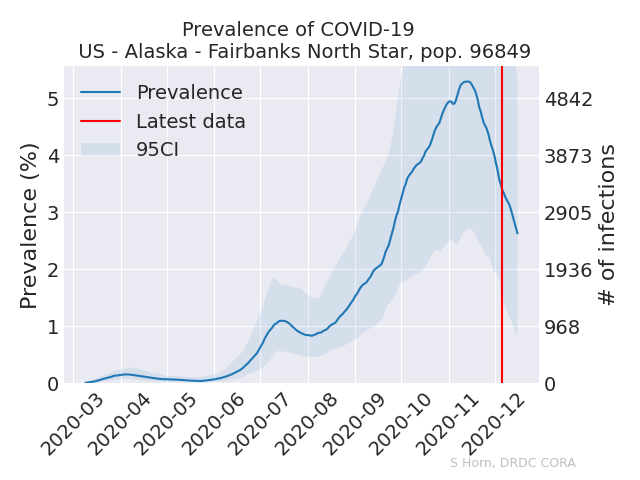 Prevalence of COVID-19
US - Alaska - Fairbanks North Star, pop. 96849
Prevalence
Latest data
95CI
Prevalence (%)
5
4
3
2
1
0
4842
3873
2905
1936
968
0
# of infections
2020-03
2020-04
2020-05
2020-06
2020-07
2020-08
2020-09
2020-10
2020-11
2020-12
S Horn, DRDC CORA